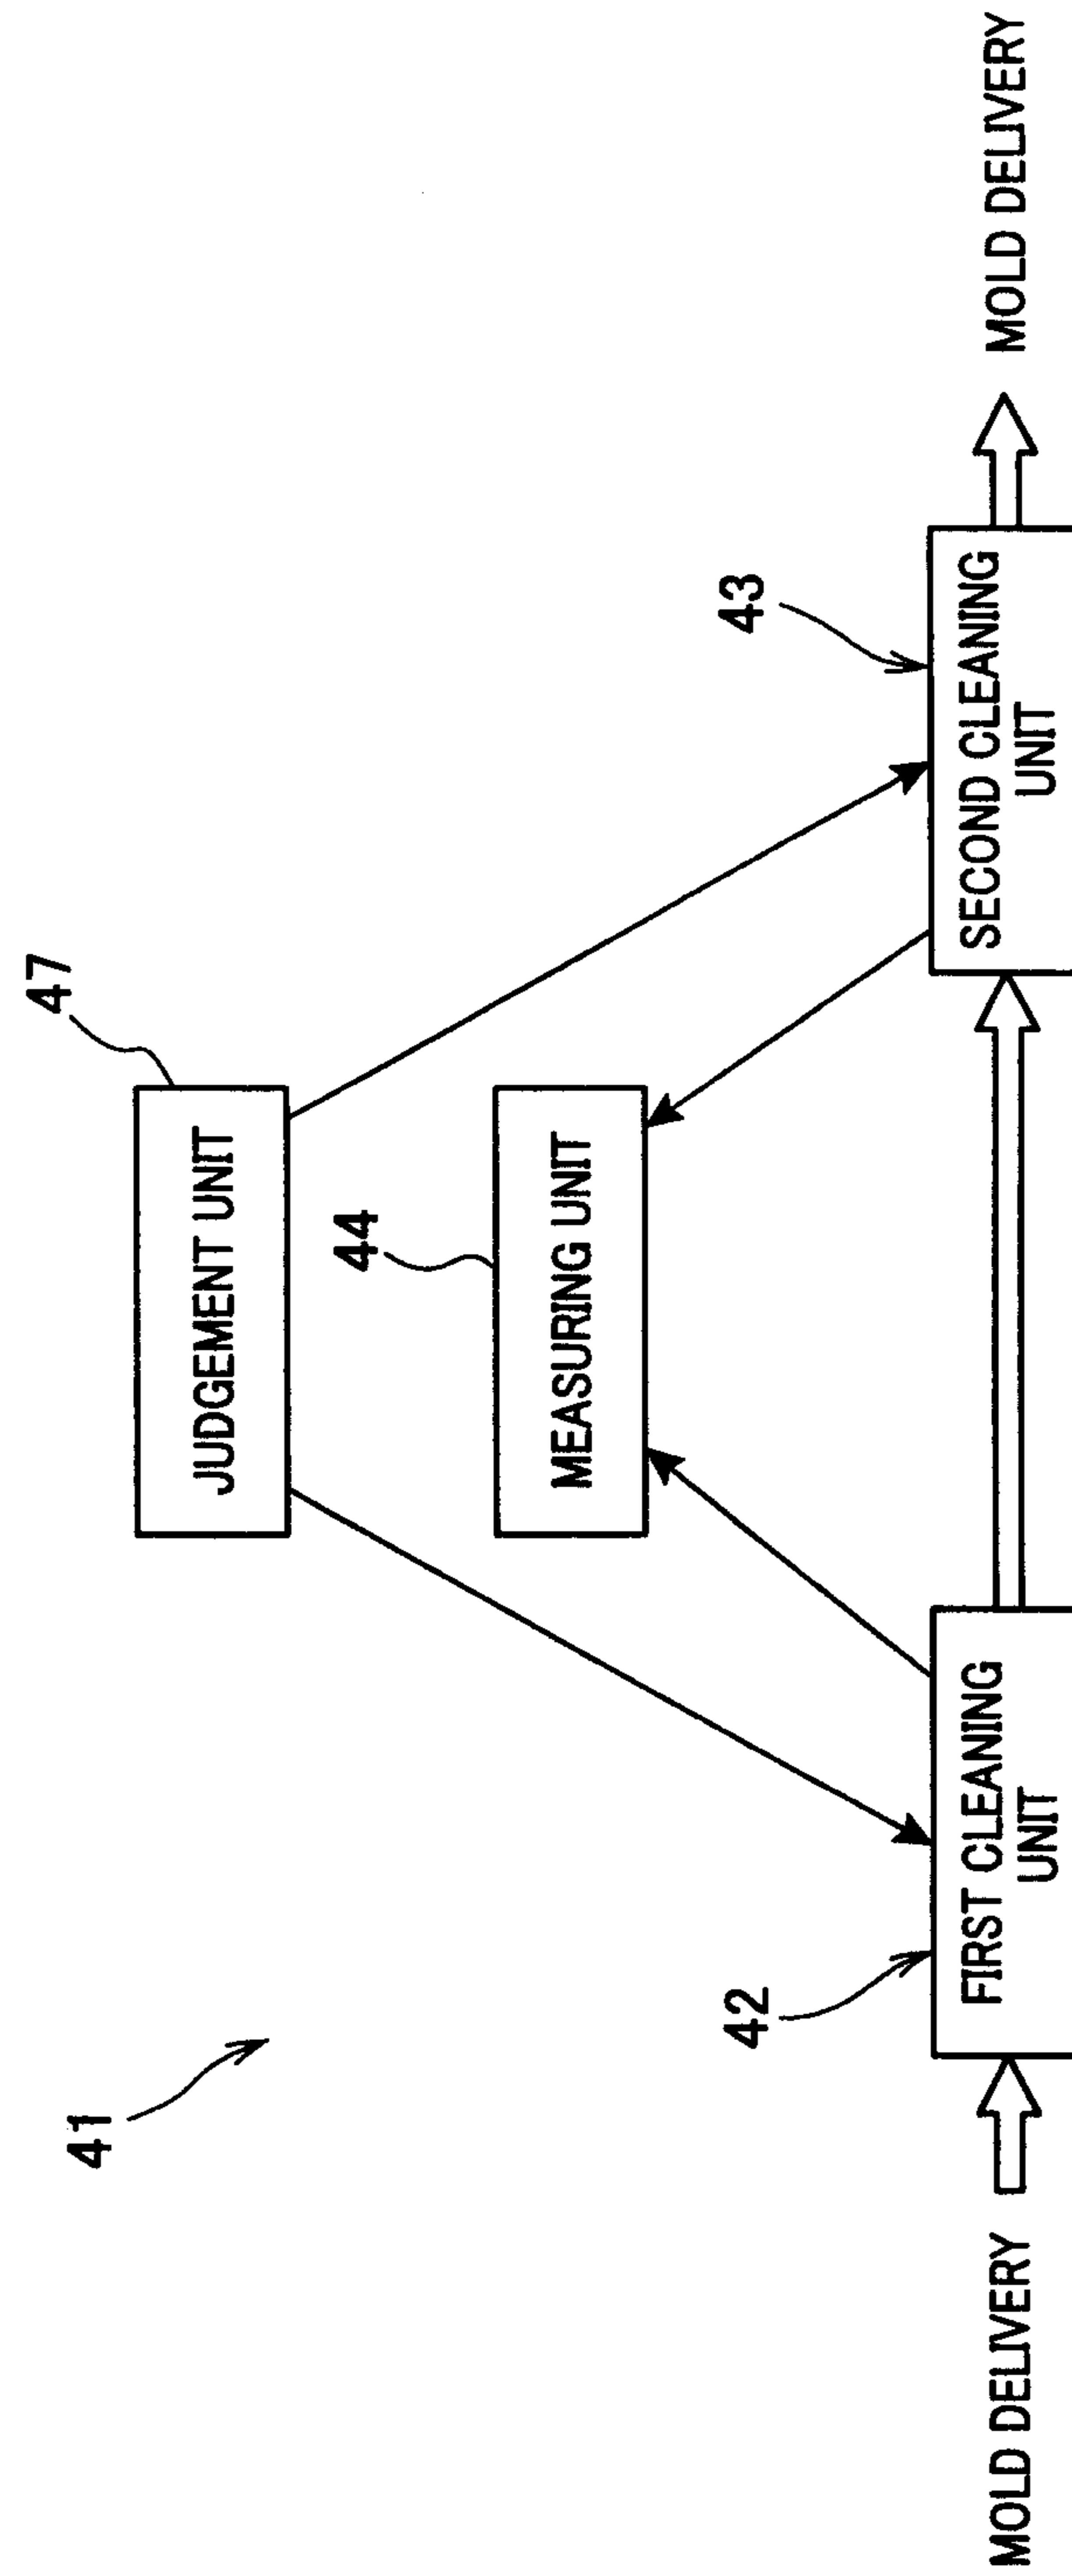 47
JUDGEMENT UNIT
41
44
MEASURING UNIT
42
43
MOLD DELIVERY
FIRST CLEANING
UNIT
SECOND CLEANING
UNIT
MOLD DELIVERY